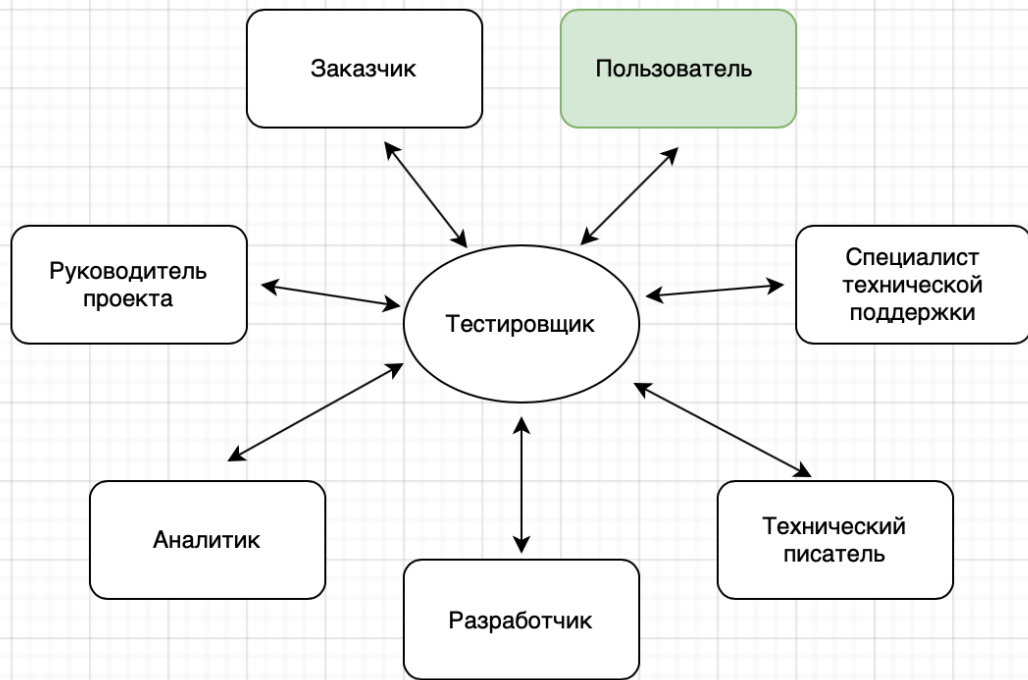 Заказчик
Пользователь
Руководитель
проекта
Специалист
технической
поддержки
Тестировщик
Аналитик
Технический
писатель
Разработчик